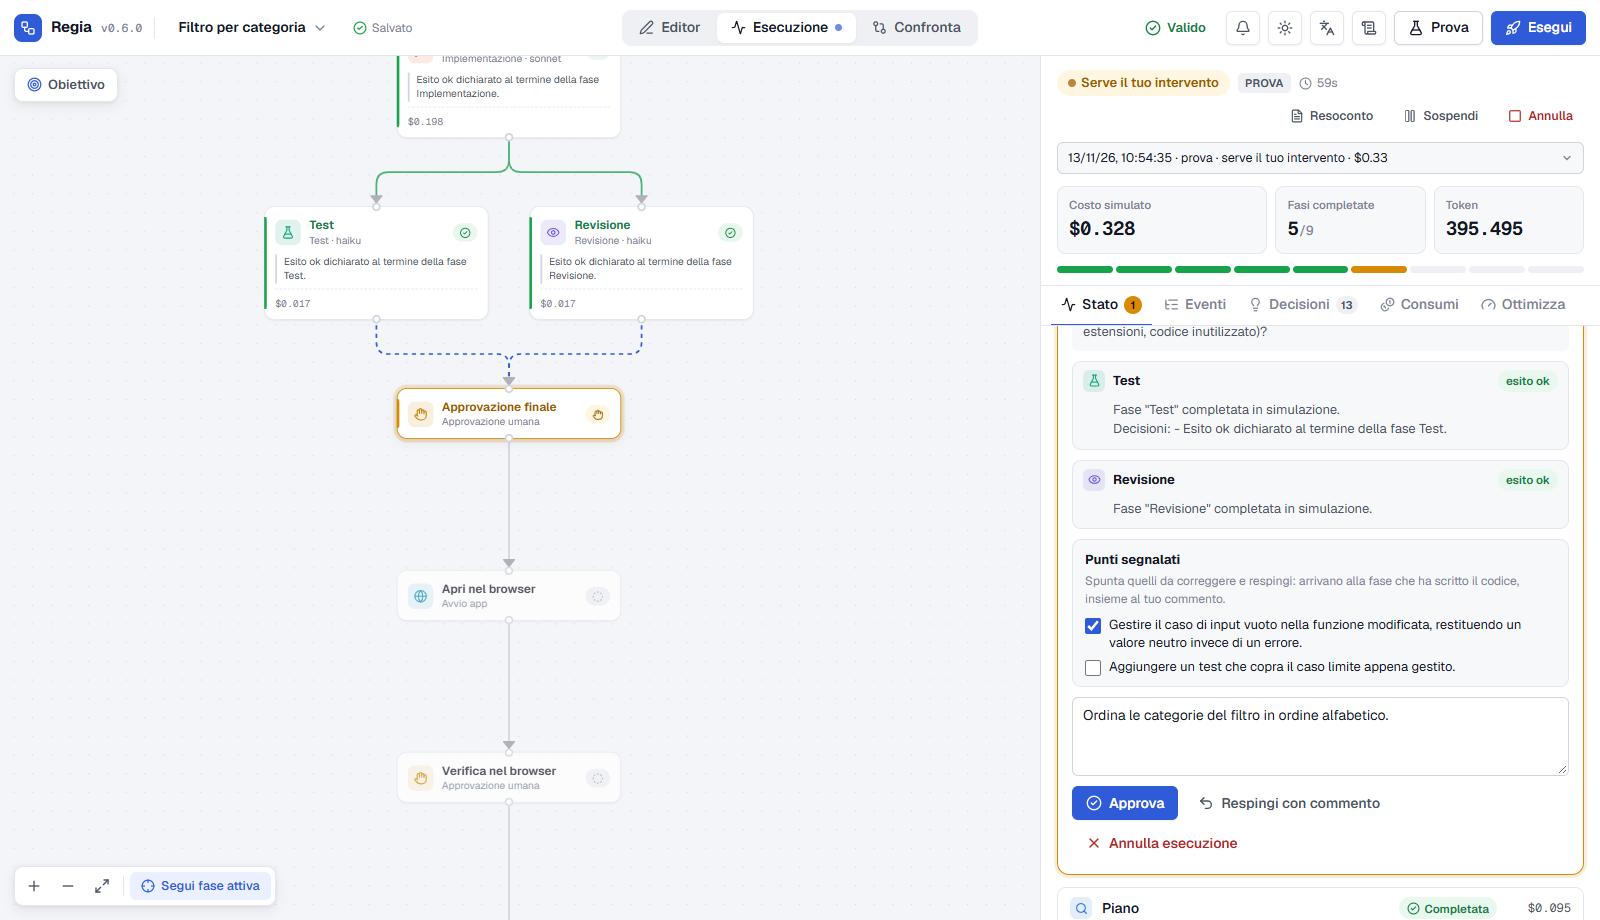 Regia v0.6.0
Filtro per categoria
Salvato
Editor
Esecuzione
Confronta
Valido
Prova
Esegui
Obiettivo
Implementazione · sonnet
Esito ok dichiarato al termine della fase
Implementazione.
$0.198
Test
Test · haiku
Esito ok dichiarato al termine della fase
Test.
$0.017
Revisione
Revisione · haiku
Esito ok dichiarato al termine della fase
Revisione.
$0.017
Approvazione finale
Approvazione umana
Apri nel browser
Avvio app
Verifica nel browser
Approvazione umana
Segui fase attiva
Serve il tuo intervento
PROVA
59s
Resoconto
Sospendi
Annulla
13/11/26, 10:54:35 · prova · serve il tuo intervento · $0.33
Costo simulato
$0.328
Fasi completate
5/9
Token
395.495
Stato 1
Eventi
Decisioni 13
Consumi
Ottimizza
estensioni, codice inutilizzato)?
Test
esito ok
Fase "Test" completata in simulazione.
Decisioni: - Esito ok dichiarato al termine della fase Test.
Revisione
esito ok
Fase "Revisione" completata in simulazione.
Punti segnalati
Spunta quelli da correggere e respingi: arrivano alla fase che ha scritto il codice,
insieme al tuo commento.
Gestire il caso di input vuoto nella funzione modificata, restituendo un
valore neutro invece di un errore.
Aggiungere un test che copra il caso limite appena gestito.
Ordina le categorie del filtro in ordine alfabetico.
Approva
Respingi con commento
Annulla esecuzione
Piano
Completata
$0.095